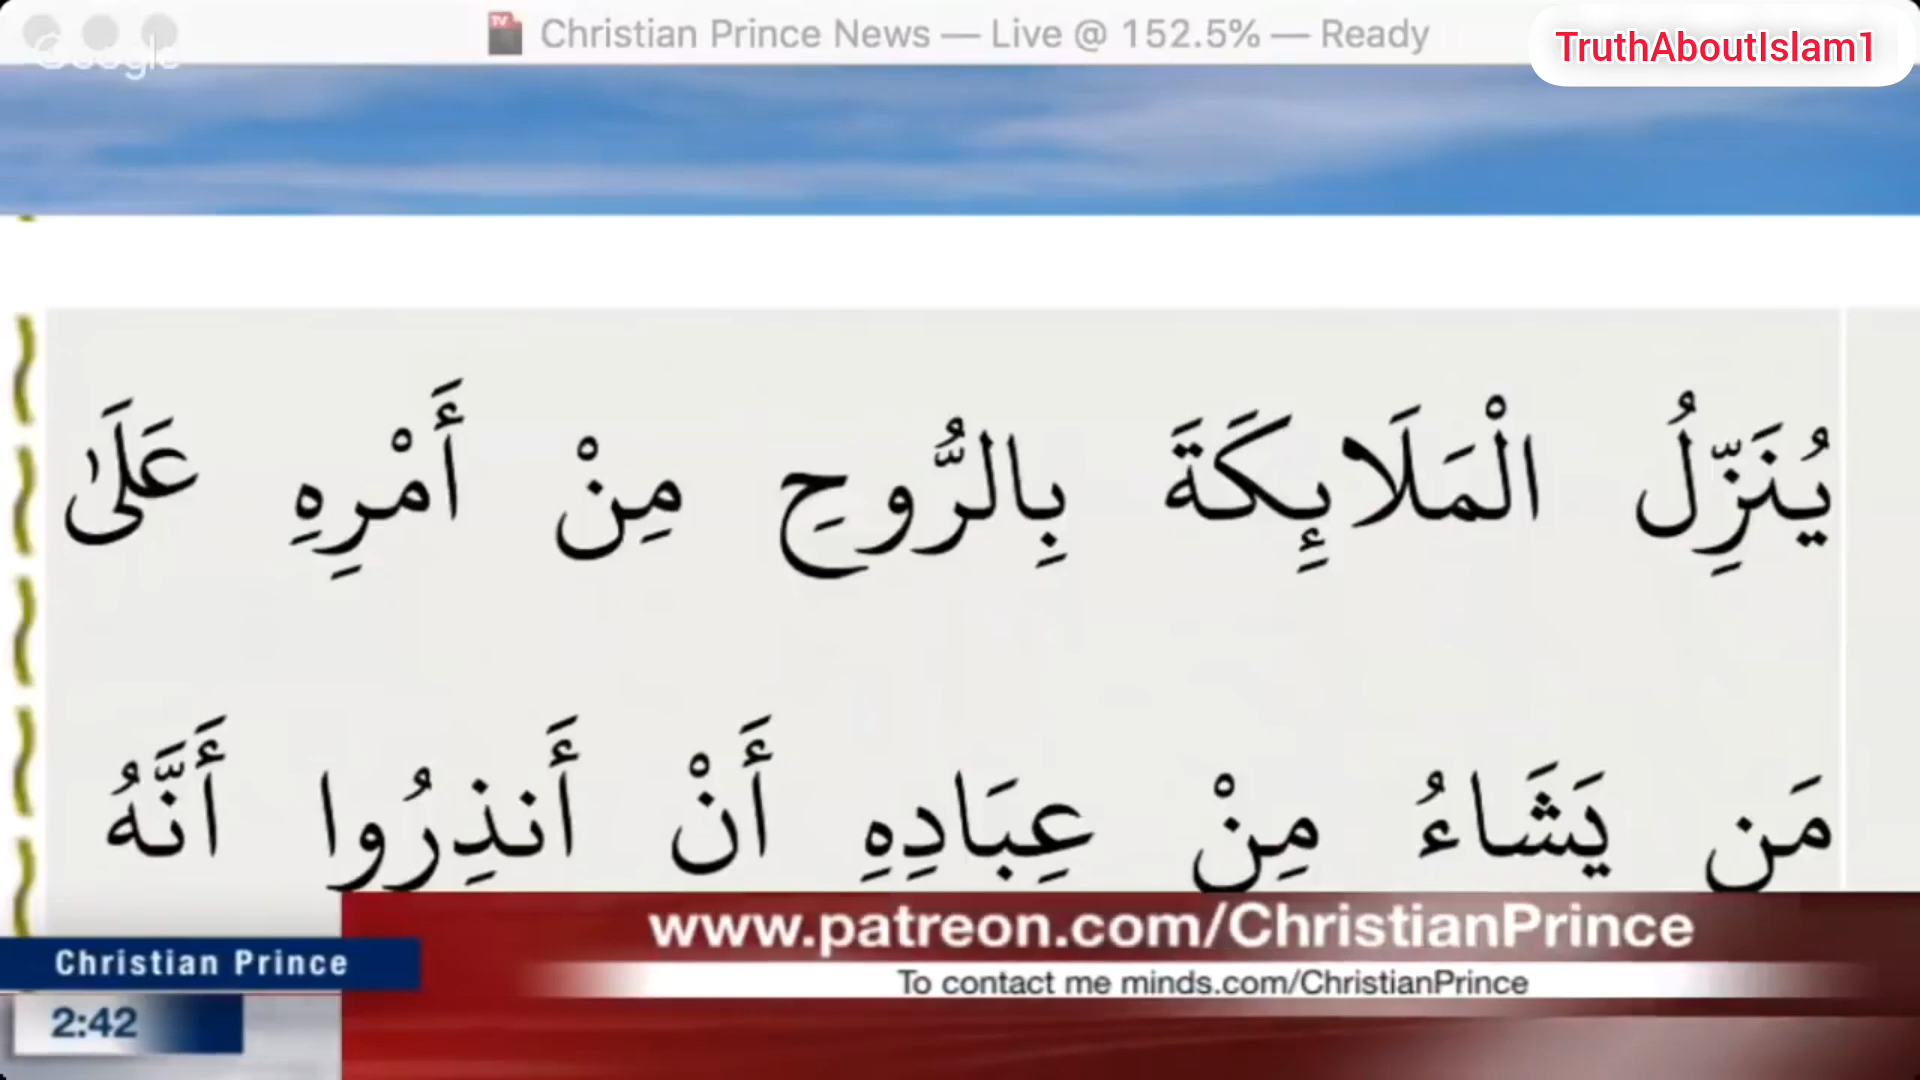 Christian Prince News — Live @ 152.5% — Ready
TruthAboutIslam1
Google
يُنَزِّلُ الْمَلَائِكَةَ بِالرُّوحِ مِنْ أَمْرِهِ عَلَىٰ
مَن يَشَاءُ مِنْ عِبَادِهِ أَنْ أَنذِرُوا أَنَّهُ
www.patreon.com/ChristianPrince
Christian Prince
To contact me minds.com/ChristianPrince
2:42